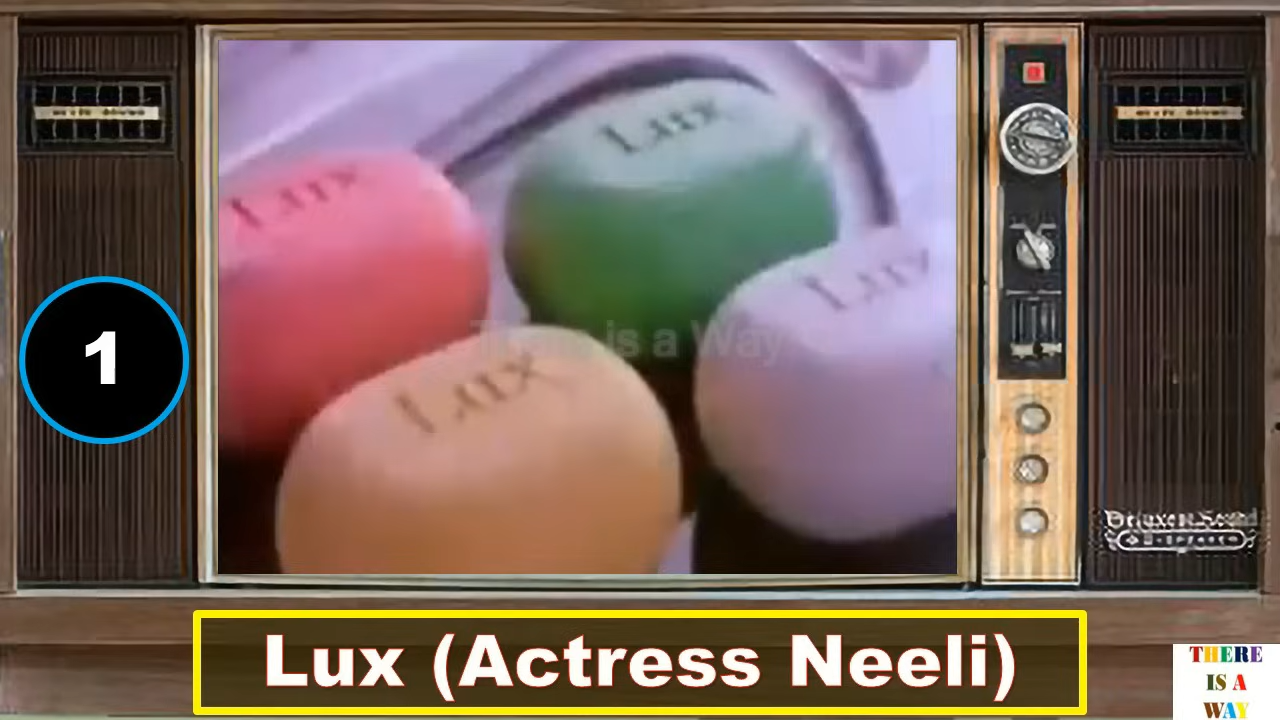 Lux
Lux
Lux
Lux
There is a Way
1
Lux (Actress Neeli)
THERE
IS A
WAY